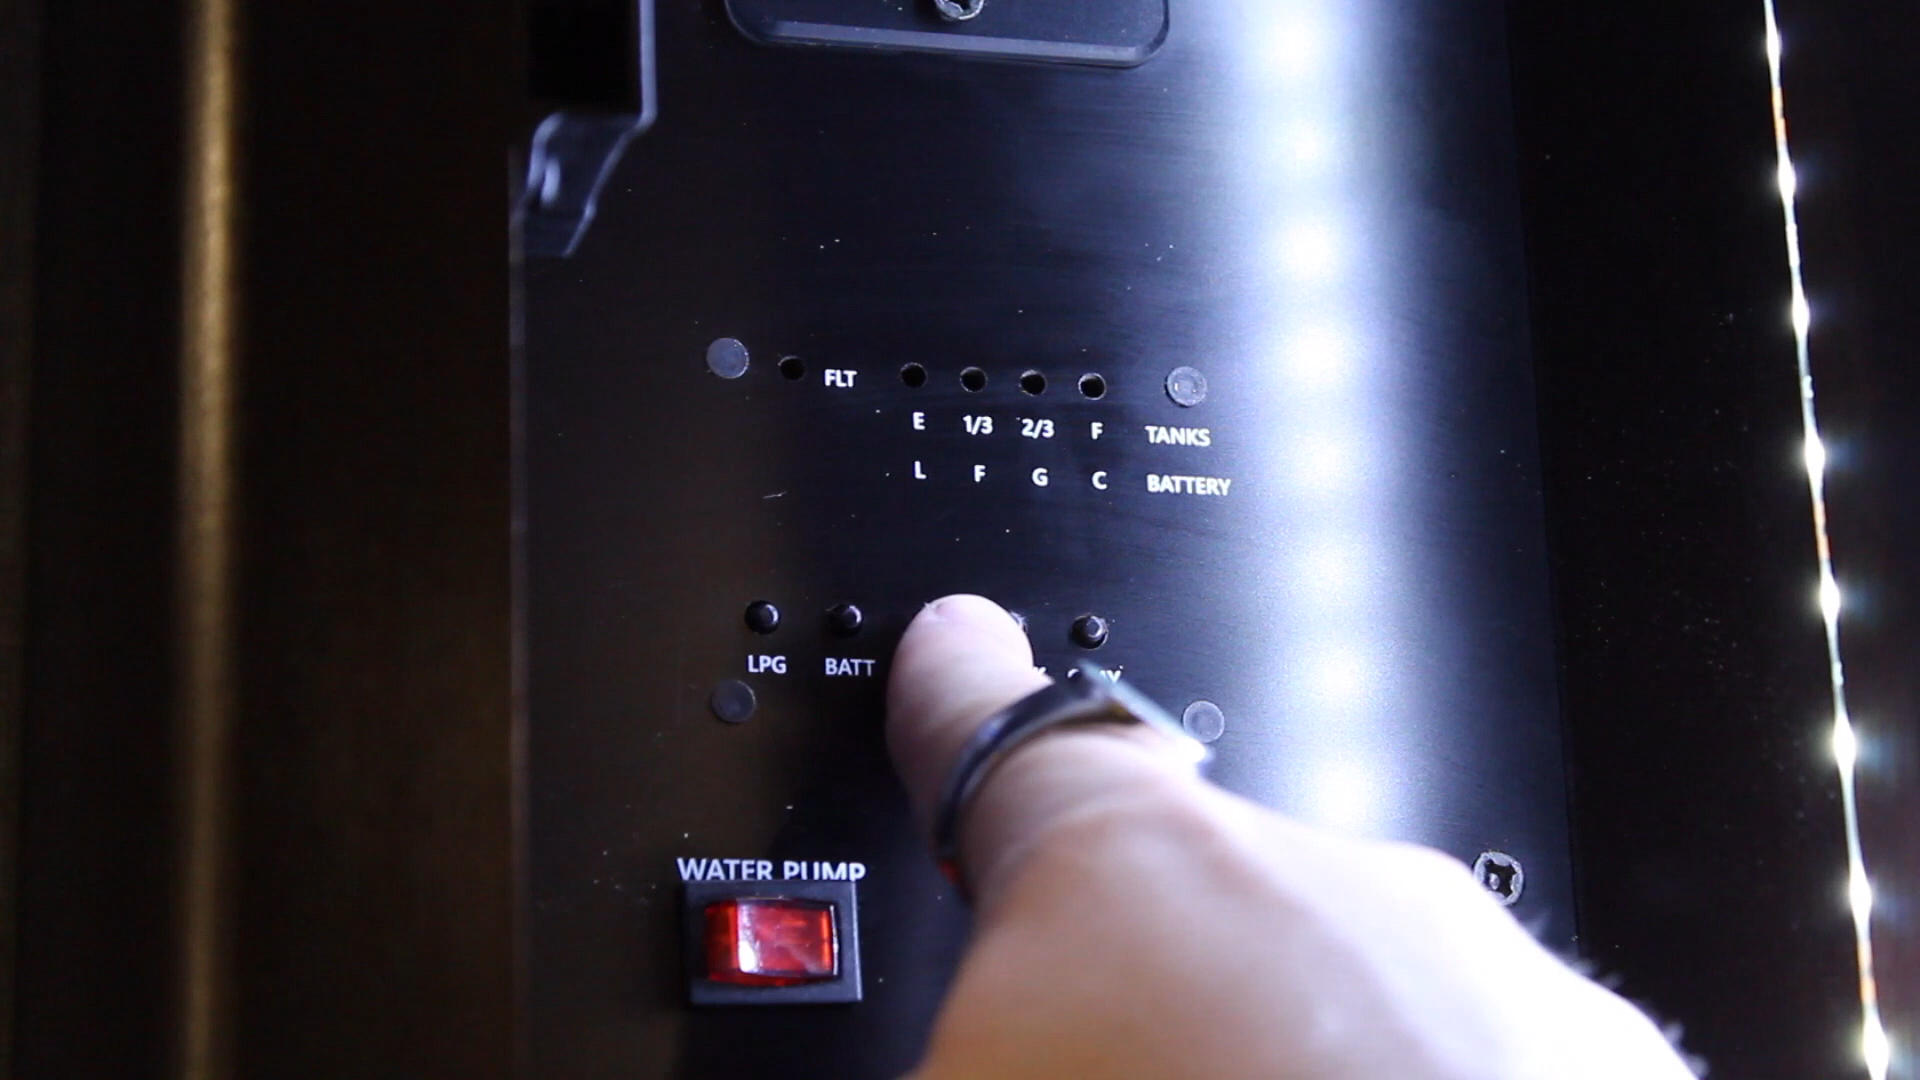 FLT
E 1/3 2/3 F TANKS
L F G C BATTERY
LPG BATT
WATER PUMP